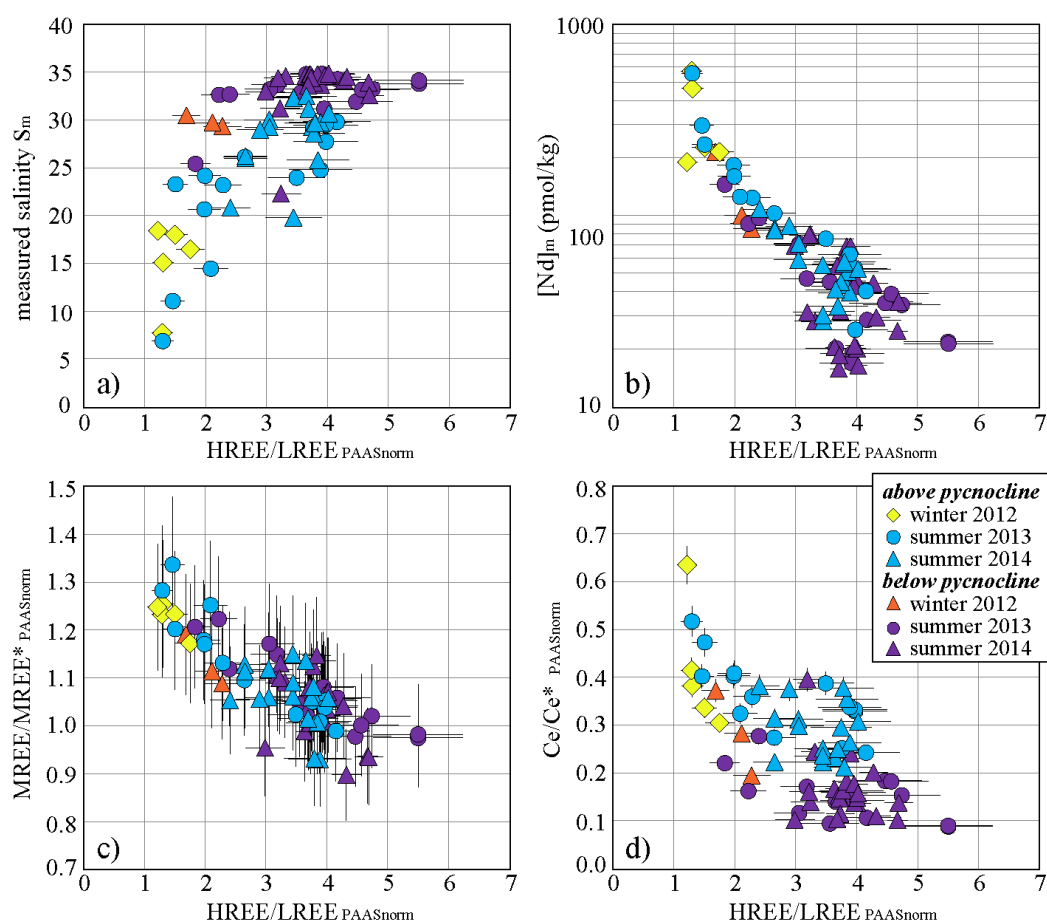 40
35
30
25
20
15
10
5
0
measured salinity Sm
a)
0 1 2 3 4 5 6 7
HREE/LREE PAASnorm
1000
100
10
[Nd]m (pmol/kg)
b)
0 1 2 3 4 5 6 7
HREE/LREE PAASnorm
1.5
1.4
1.3
1.2
1.1
1.0
0.9
0.8
0.7
MREE/MREE* PAASnorm
c)
0 1 2 3 4 5 6 7
HREE/LREE PAASnorm
0.8
0.7
0.6
0.5
0.4
0.3
0.2
0.1
0.0
Ce/Ce* PAASnorm
d)
0 1 2 3 4 5 6 7
HREE/LREE PAASnorm
above pycnocline
winter 2012
summer 2013
summer 2014
below pycnocline
winter 2012
summer 2013
summer 2014